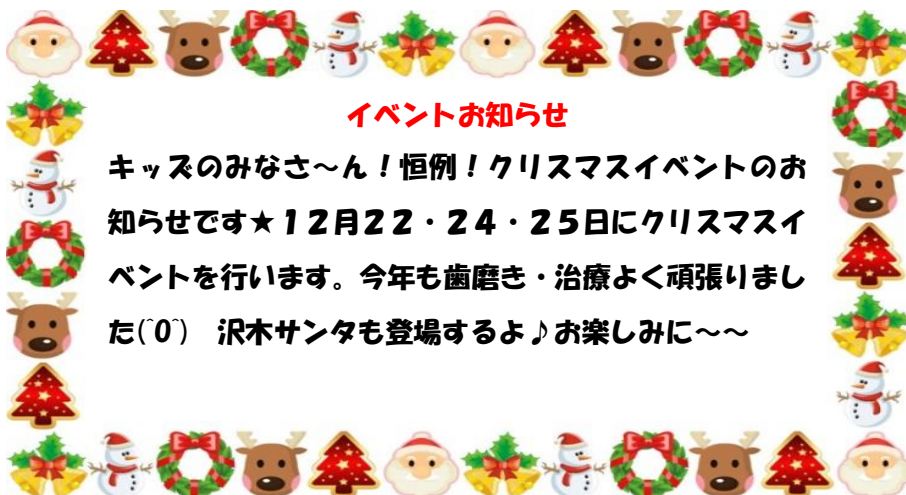 イベントお知らせ
キッズのみなさ～ん！恒例！クリスマスイベントのお
知らせです★１２月２２・２４・２５日にクリスマスイ
ベントを行います。今年も歯磨き・治療よく頑張りまし
た(^0^)　沢木サンタも登場するよ♪お楽しみに～～